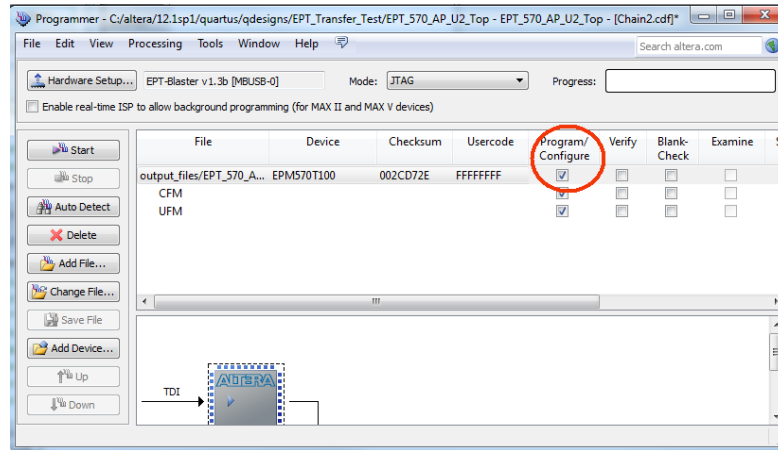 Programmer - C:/altera/12.1sp1/quartus/qdesigns/EPT_Transfer_Test/EPT_570_AP_U2_Top - EPT_570_AP_U2_Top - [Chain2.cdf]*
File Edit View Processing Tools Window Help
Search altera.com
Hardware Setup... EPT-Blaster v1.3b [MBUSB-0] Mode: JTAG Progress:
Enable real-time ISP to allow background programming (for MAX II and MAX V devices)
Start
Stop
Auto Detect
Delete
Add File...
Change File...
Save File
Add Device...
Up
Down
File Device Checksum Usercode Program/ Verify Blank- Examine
Configure Check
output_files/EPT_570_A... EPM570T100 002CD72E FFFFFFFF
CFM
UFM
TDI
ALTERA